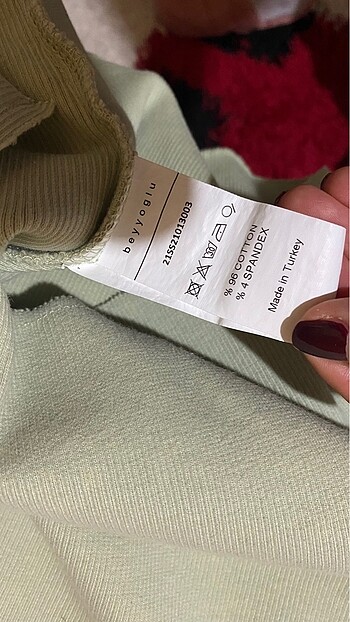 beyyoglu
21SS21013003
% 96 COTTON
% 4 SPANDEX
Made in Turkey